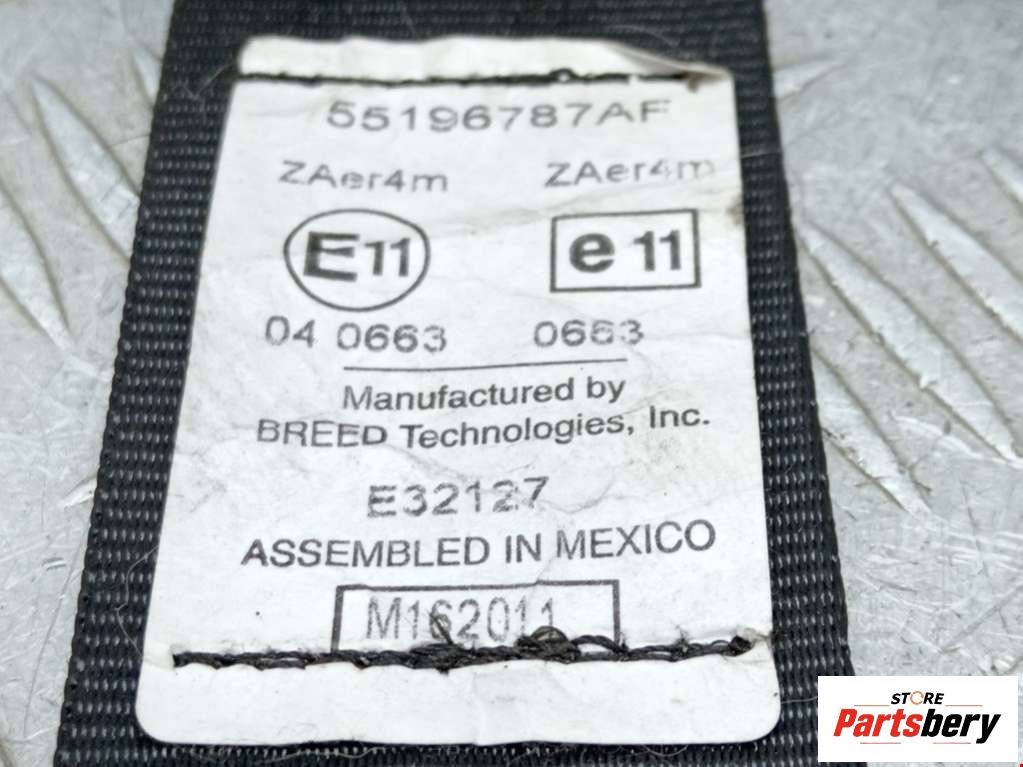 55196787AF
ZAer4m ZAer4m
E11 e11
04 0663 0663
Manufactured by
BREED Technologies, Inc.
E32127
ASSEMBLED IN MEXICO
M162011
STORE
Partsbery